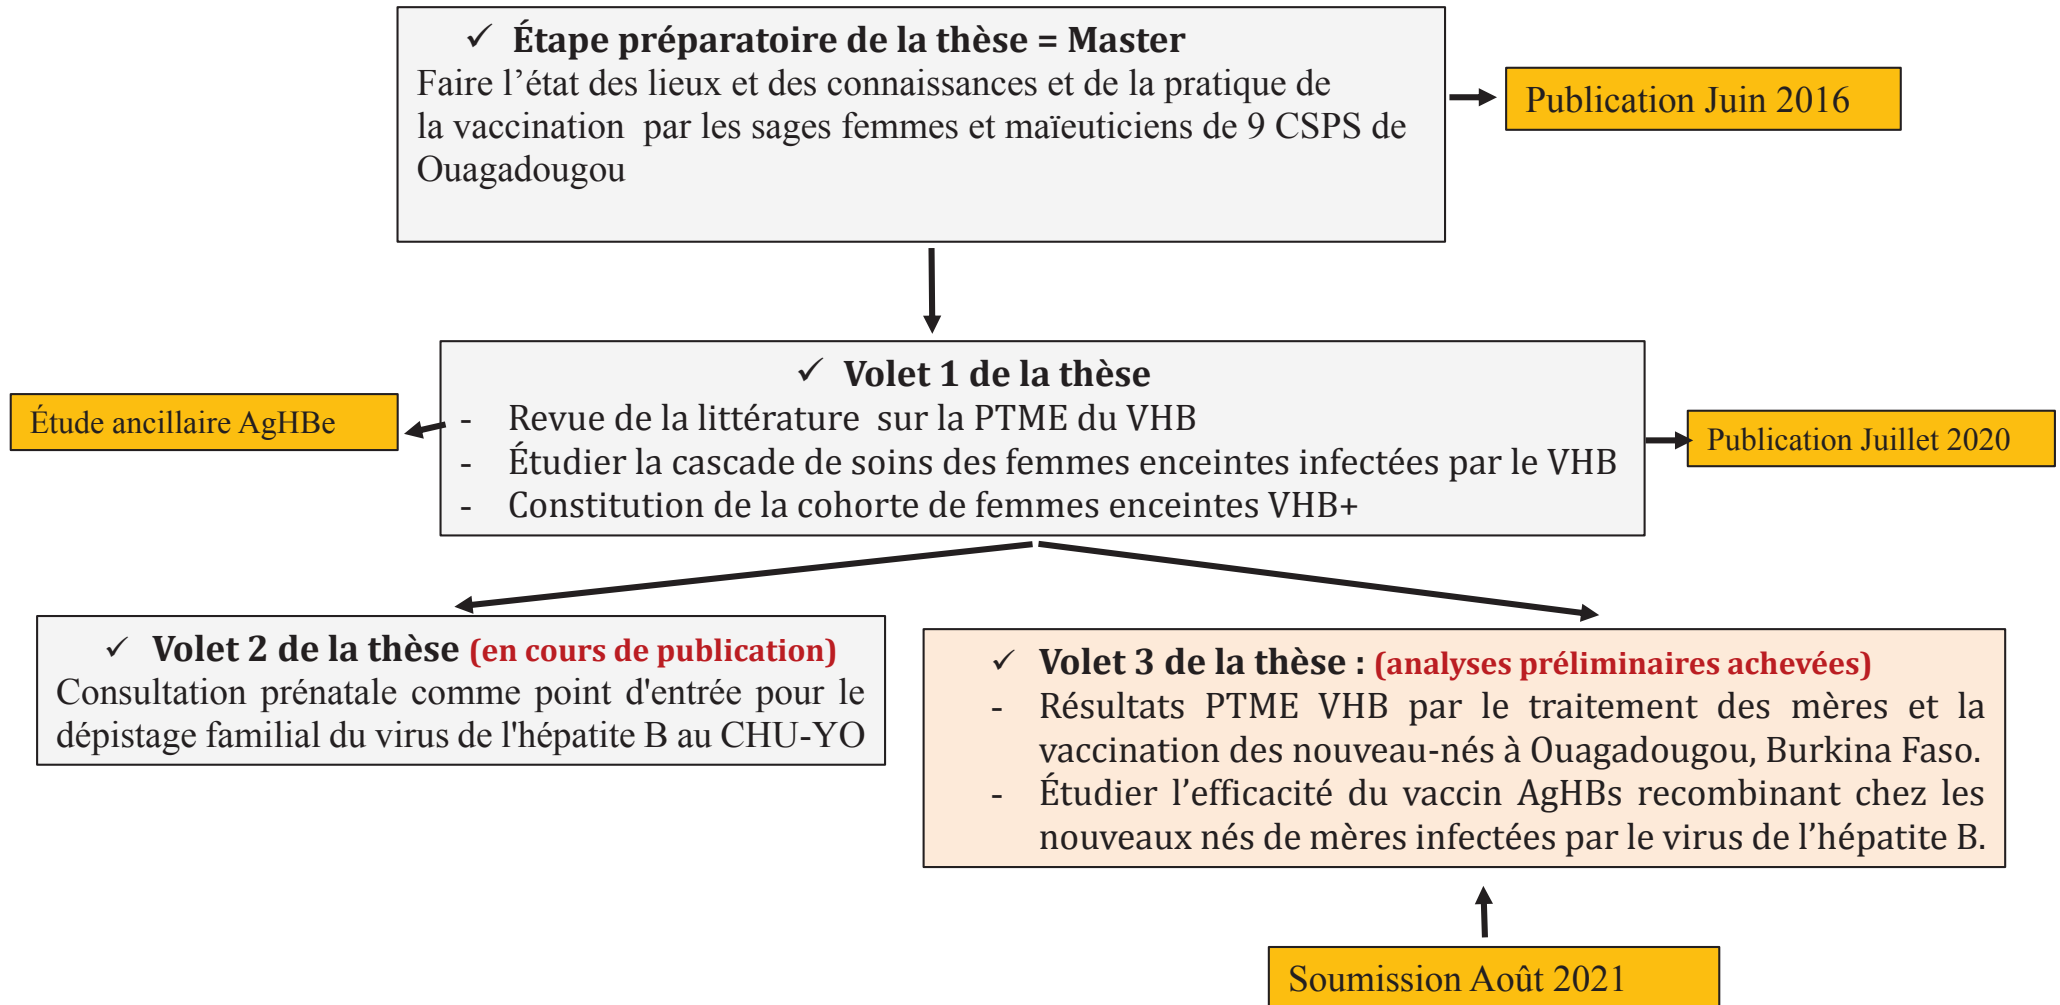 ✓ Étape préparatoire de la thèse = Master
Faire l’état des lieux et des connaissances et de la pratique de
la vaccination par les sages femmes et maïeuticiens de 9 CSPS de
Ouagadougou
Publication Juin 2016
✓ Volet 1 de la thèse
- Revue de la littérature sur la PTME du VHB
- Étudier la cascade de soins des femmes enceintes infectées par le VHB
- Constitution de la cohorte de femmes enceintes VHB+
Étude ancillaire AgHBe
Publication Juillet 2020
✓ Volet 2 de la thèse (en cours de publication)
Consultation prénatale comme point d'entrée pour le
dépistage familial du virus de l'hépatite B au CHU-YO
✓ Volet 3 de la thèse : (analyses préliminaires achevées)
- Résultats PTME VHB par le traitement des mères et la
vaccination des nouveau-nés à Ouagadougou, Burkina Faso.
- Étudier l’efficacité du vaccin AgHBs recombinant chez les
nouveaux nés de mères infectées par le virus de l’hépatite B.
Soumission Août 2021